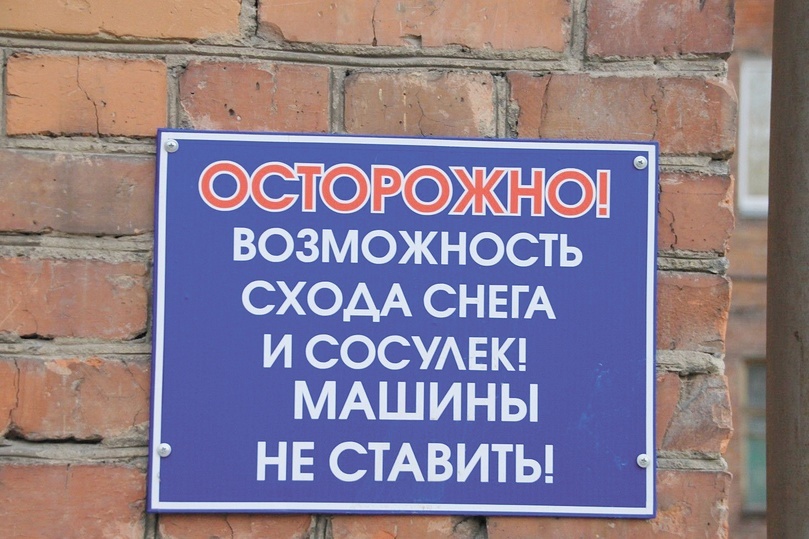 ОСТОРОЖНО!
ВОЗМОЖНОСТЬ
СХОДА СНЕГА
И СОСУЛЕК!
МАШИНЫ
НЕ СТАВИТЬ!